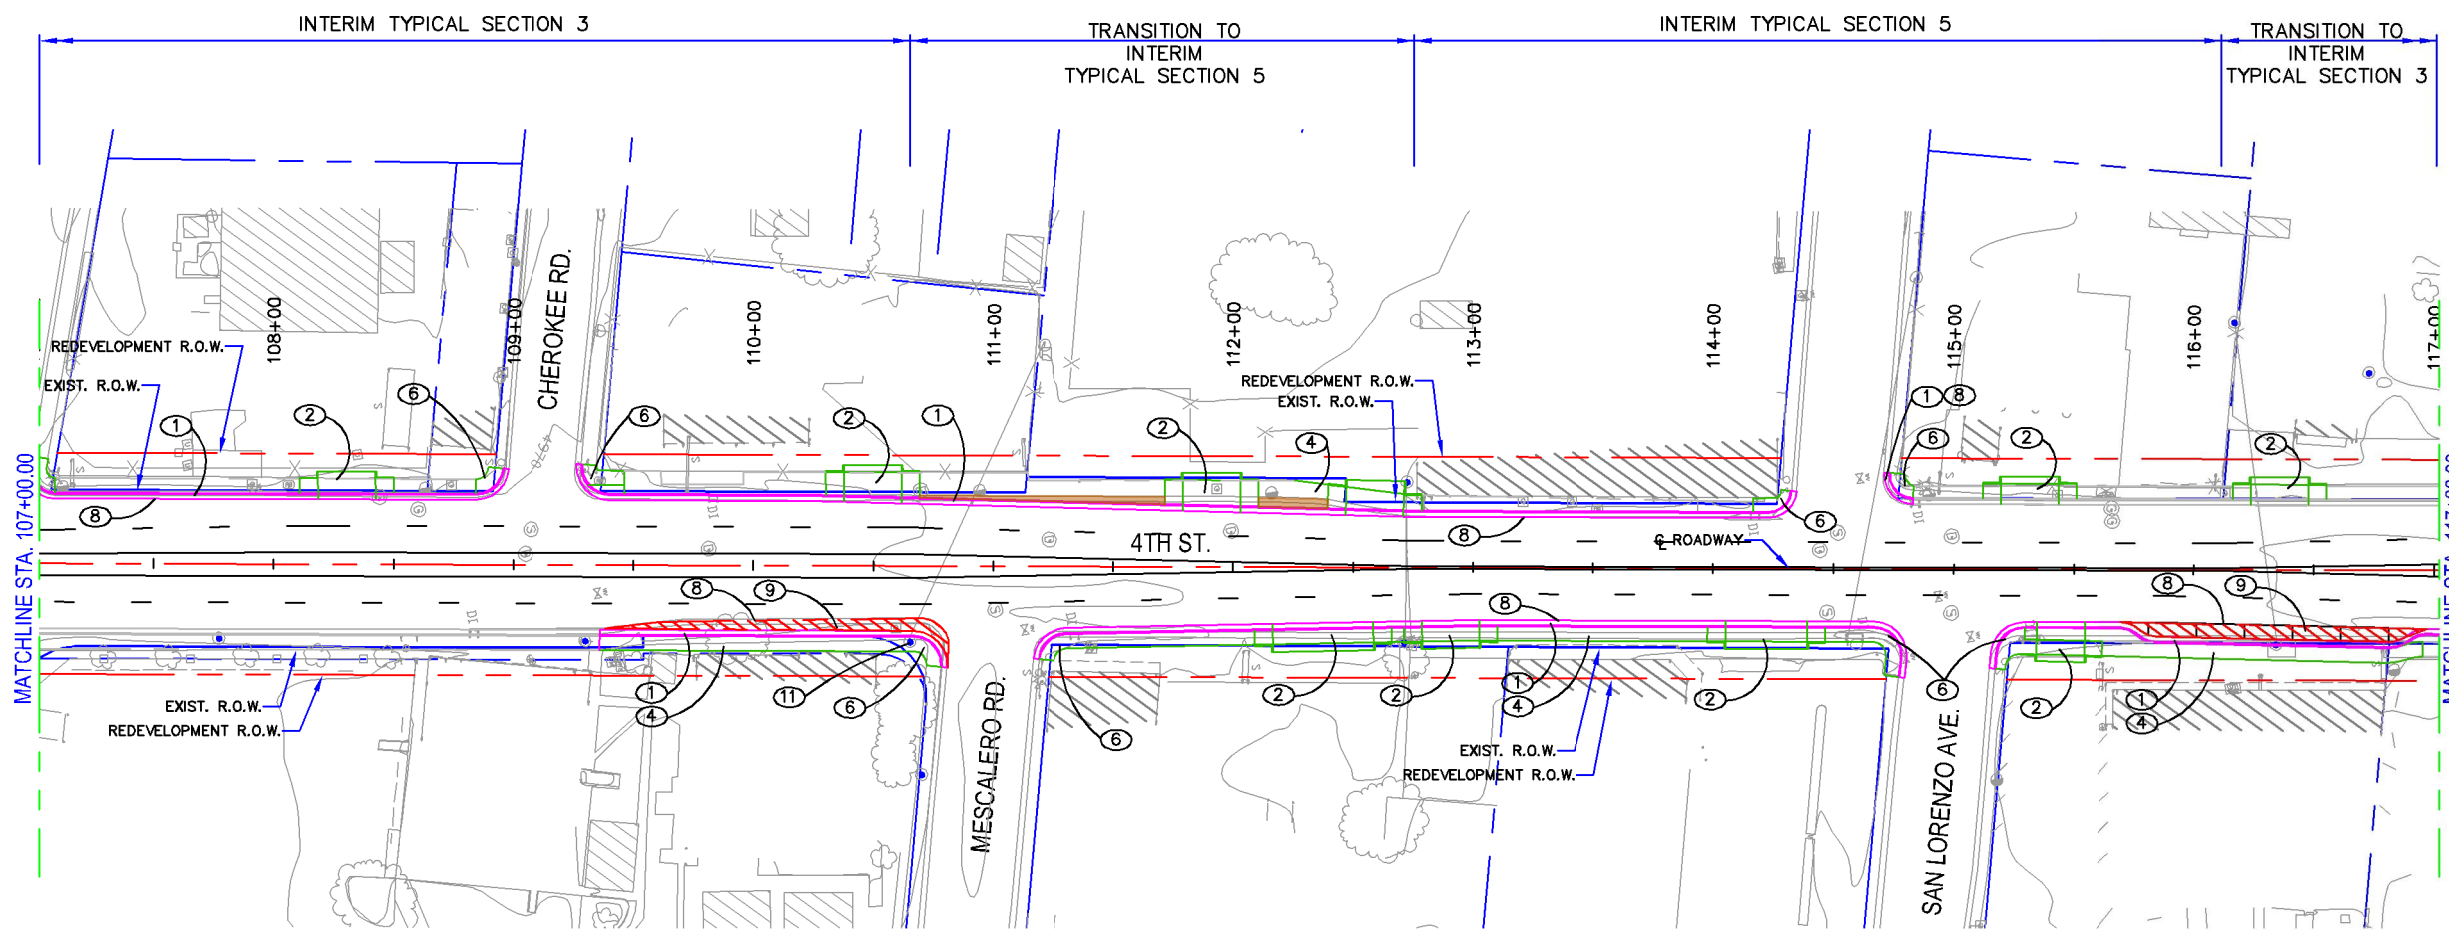 INTERIM TYPICAL SECTION 3
TRANSITION TO
INTERIM
TYPICAL SECTION 5
INTERIM TYPICAL SECTION 5
TRANSITION TO
INTERIM
TYPICAL SECTION 3
MATCHLINE STA. 107+00.00
108+00
109+00
CHEROKEE RD.
110+00
111+00
112+00
113+00
114+00
115+00
116+00
117+00
REDEVELOPMENT R.O.W.
EXIST. R.O.W.
REDEVELOPMENT R.O.W.
EXIST. R.O.W.
1
2
6
6
2
1
2
4
1
8
6
2
2
8
4970
8
6
4TH ST.
℄ ROADWAY
8
9
8
8
9
1
4
11
6
2
2
1
4
2
6
2
1
4
6
EXIST. R.O.W.
REDEVELOPMENT R.O.W.
EXIST. R.O.W.
REDEVELOPMENT R.O.W.
MESCALERO RD.
SAN LORENZO AVE.